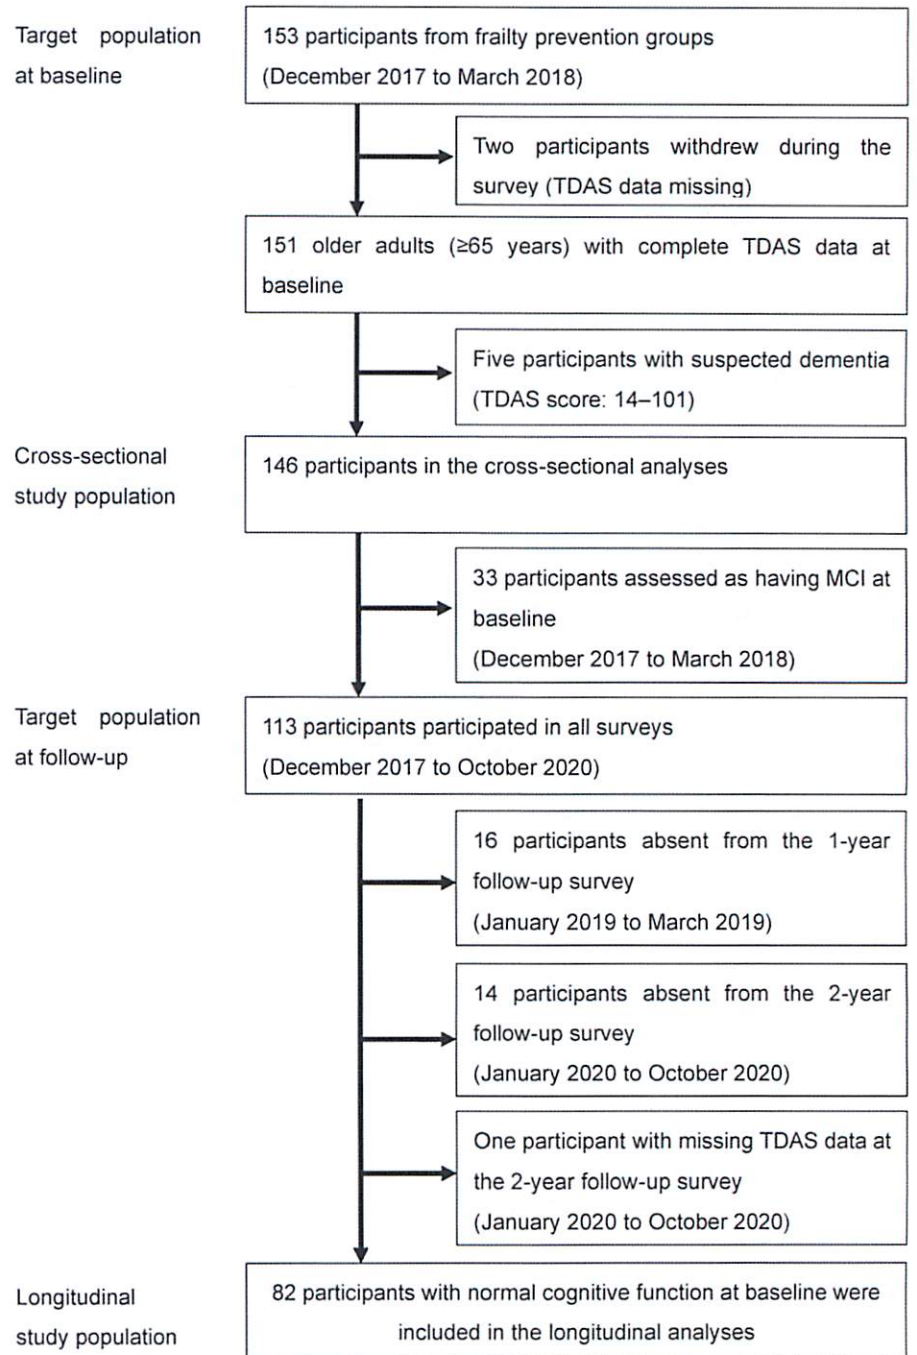 Target population
at baseline
153 participants from frailty prevention groups
(December 2017 to March 2018)
Two participants withdrew during the
survey (TDAS data missing)
151 older adults (≥65 years) with complete TDAS data at
baseline
Five participants with suspected dementia
(TDAS score: 14–101)
Cross-sectional
study population
146 participants in the cross-sectional analyses
33 participants assessed as having MCI at
baseline
(December 2017 to March 2018)
Target population
at follow-up
113 participants participated in all surveys
(December 2017 to October 2020)
16 participants absent from the 1-year
follow-up survey
(January 2019 to March 2019)
14 participants absent from the 2-year
follow-up survey
(January 2020 to October 2020)
One participant with missing TDAS data at
the 2-year follow-up survey
(January 2020 to October 2020)
Longitudinal
study population
82 participants with normal cognitive function at baseline were
included in the longitudinal analyses